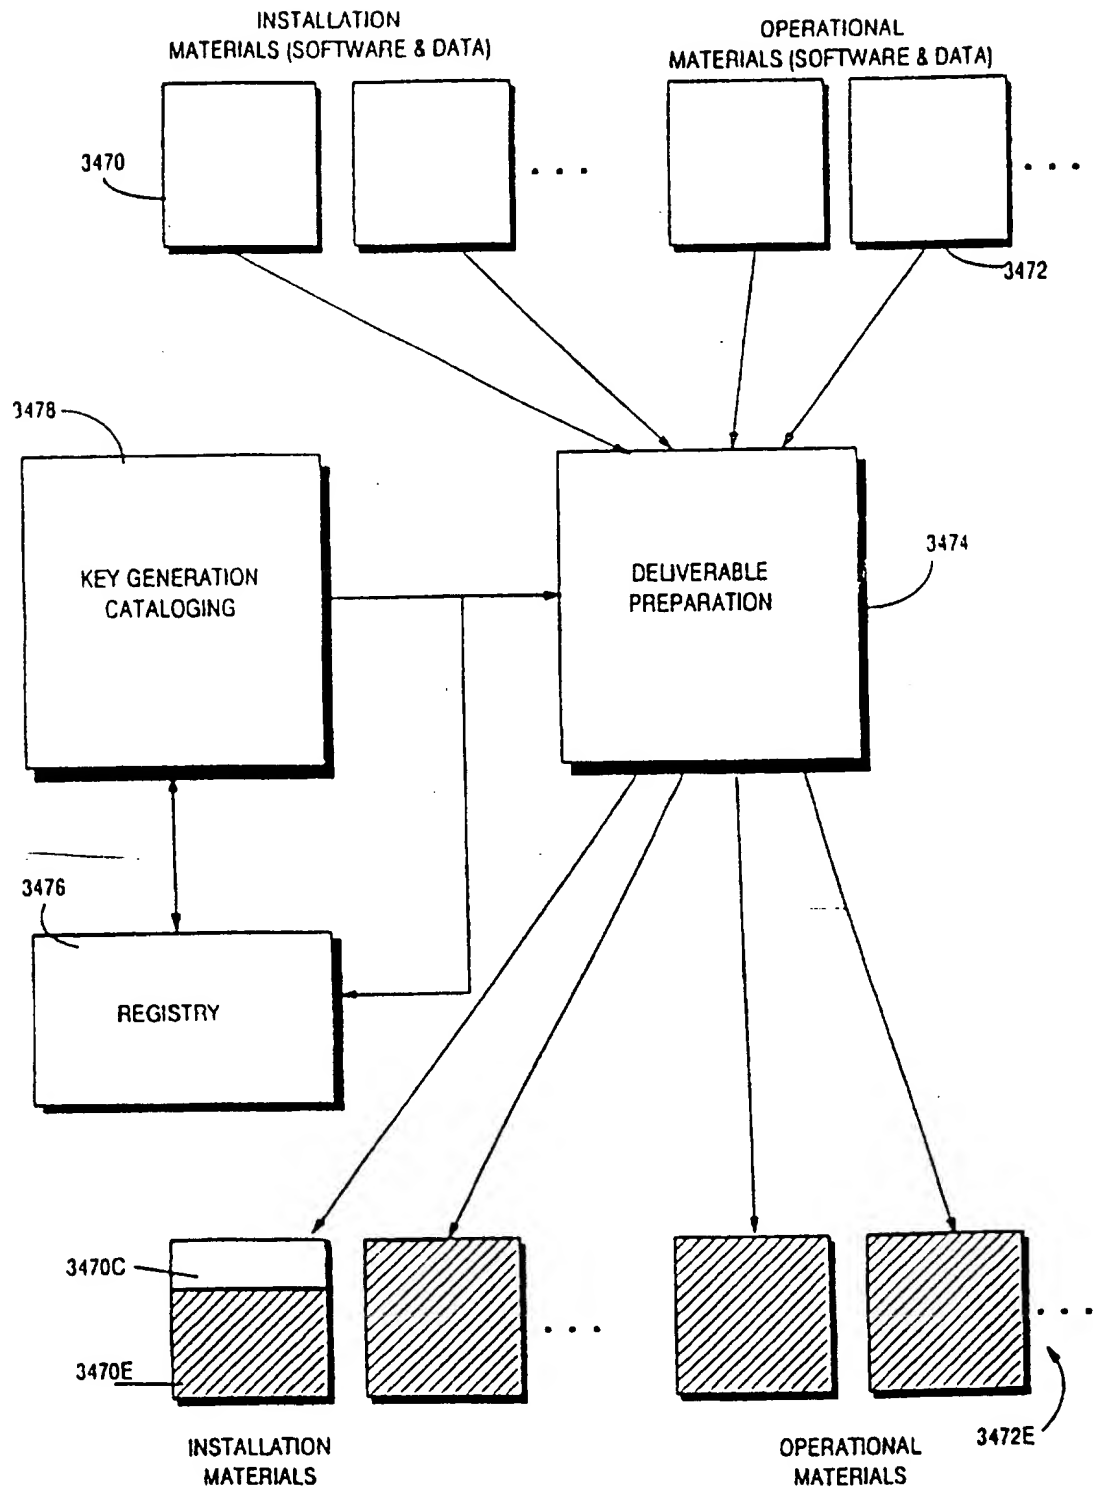 INSTALLATION
MATERIALS (SOFTWARE & DATA)
OPERATIONAL
MATERIALS (SOFTWARE & DATA)
3470
. . .
. . .
3472
3478
KEY GENERATION
CATALOGING
DELIVERABLE
PREPARATION
3474
3476
REGISTRY
3470C
3470E
. . .
. . . .
3472E
INSTALLATION
MATERIALS
OPERATIONAL
MATERIALS